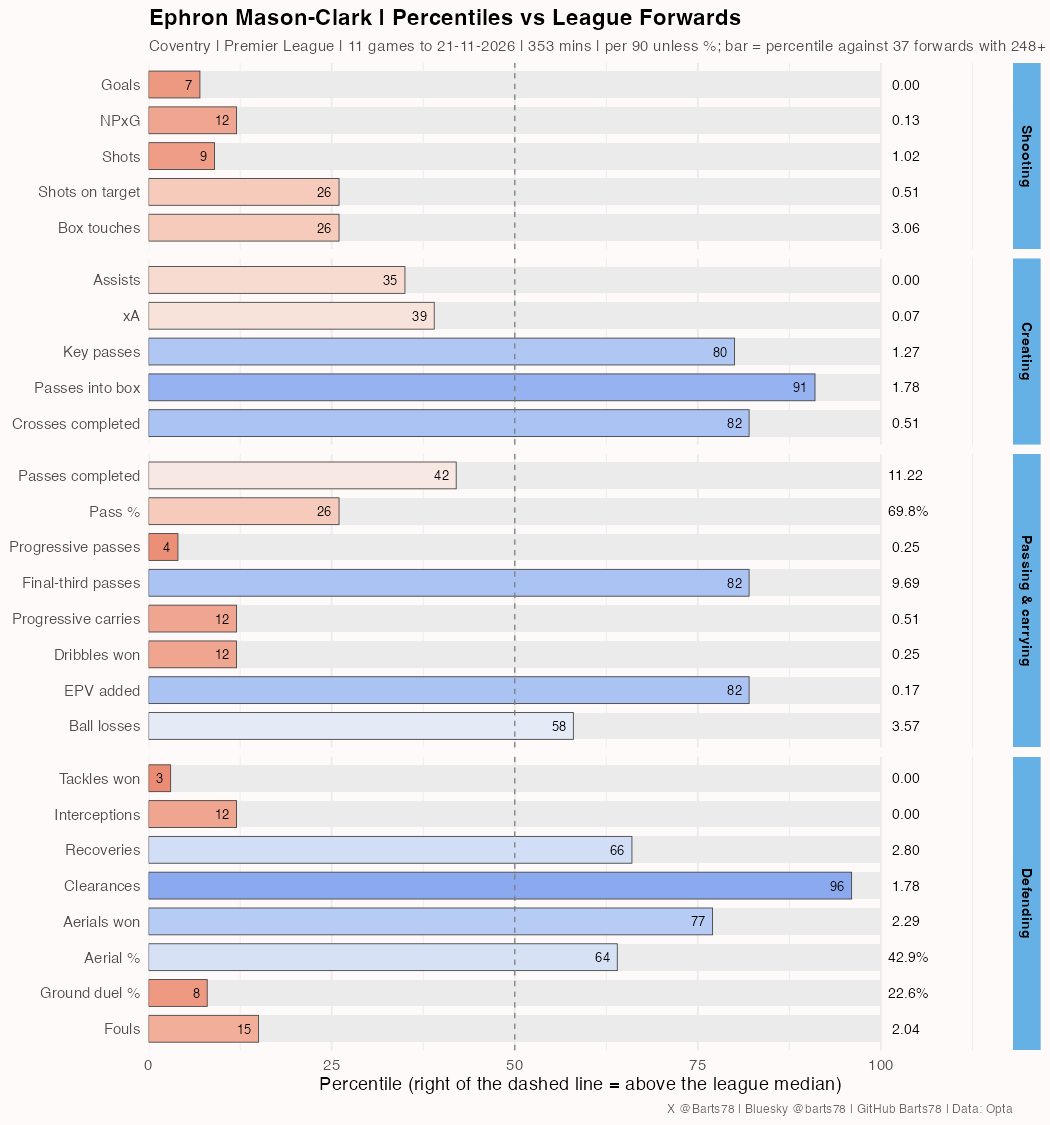 Ephron Mason-Clark | Percentiles vs League Forwards
Coventry | Premier League | 11 games to 21-11-2026 | 353 mins | per 90 unless %; bar = percentile against 37 forwards with 248+
Shooting
Goals 7 0.00
NPxG 12 0.13
Shots 9 1.02
Shots on target 26 0.51
Box touches 26 3.06
Creating
Assists 35 0.00
xA 39 0.07
Key passes 80 1.27
Passes into box 91 1.78
Crosses completed 82 0.51
Passing & carrying
Passes completed 42 11.22
Pass % 26 69.8%
Progressive passes 4 0.25
Final-third passes 82 9.69
Progressive carries 12 0.51
Dribbles won 12 0.25
EPV added 82 0.17
Ball losses 58 3.57
Defending
Tackles won 3 0.00
Interceptions 12 0.00
Recoveries 66 2.80
Clearances 96 1.78
Aerials won 77 2.29
Aerial % 64 42.9%
Ground duel % 8 22.6%
Fouls 15 2.04
0 25 50 75 100
Percentile (right of the dashed line = above the league median)
X @Barts78 | Bluesky @barts78 | GitHub Barts78 | Data: Opta